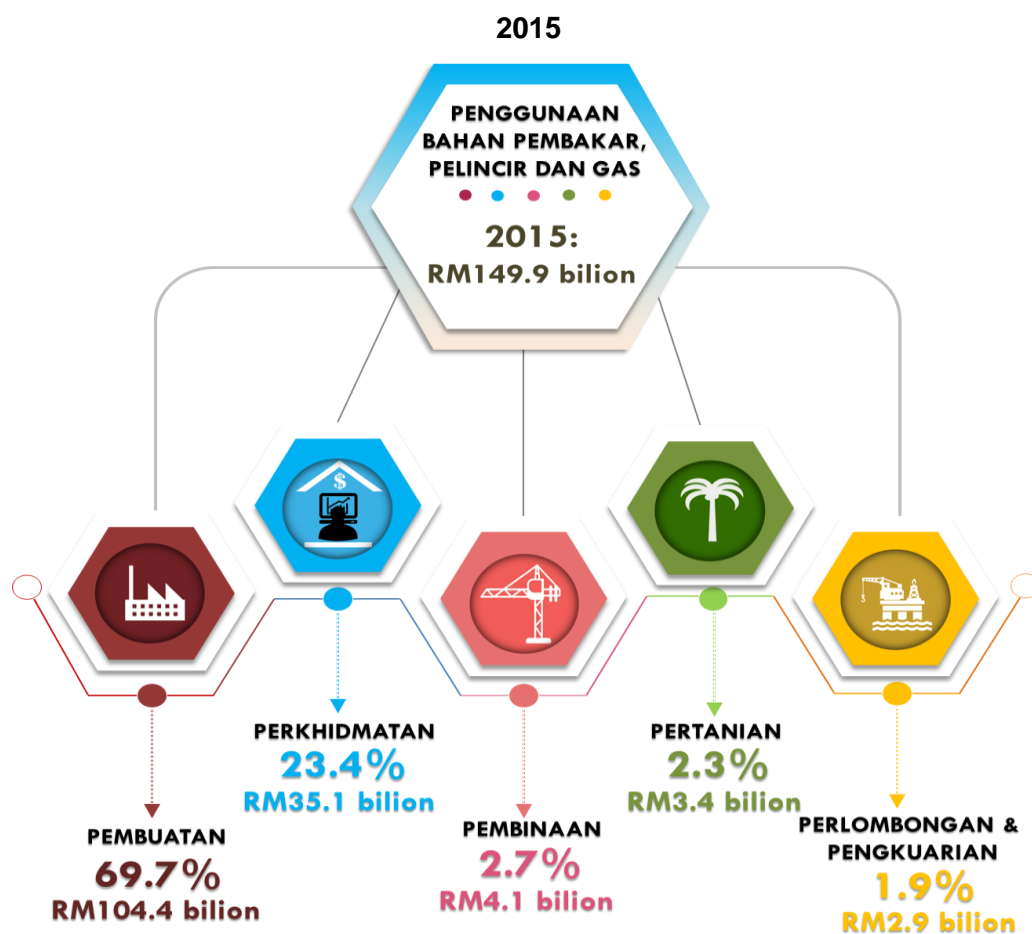 2015
PENGGUNAAN
BAHAN PEMBAKAR,
PELINCIR DAN GAS
2015:
RM149.9 bilion
$
PERKHIDMATAN
23.4%
RM35.1 bilion
PERTANIAN
2.3%
RM3.4 bilion
PEMBUATAN
69.7%
RM104.4 bilion
PEMBINAAN
2.7%
RM4.1 bilion
PERLOMBONGAN &
PENGKUARIAN
1.9%
RM2.9 bilion